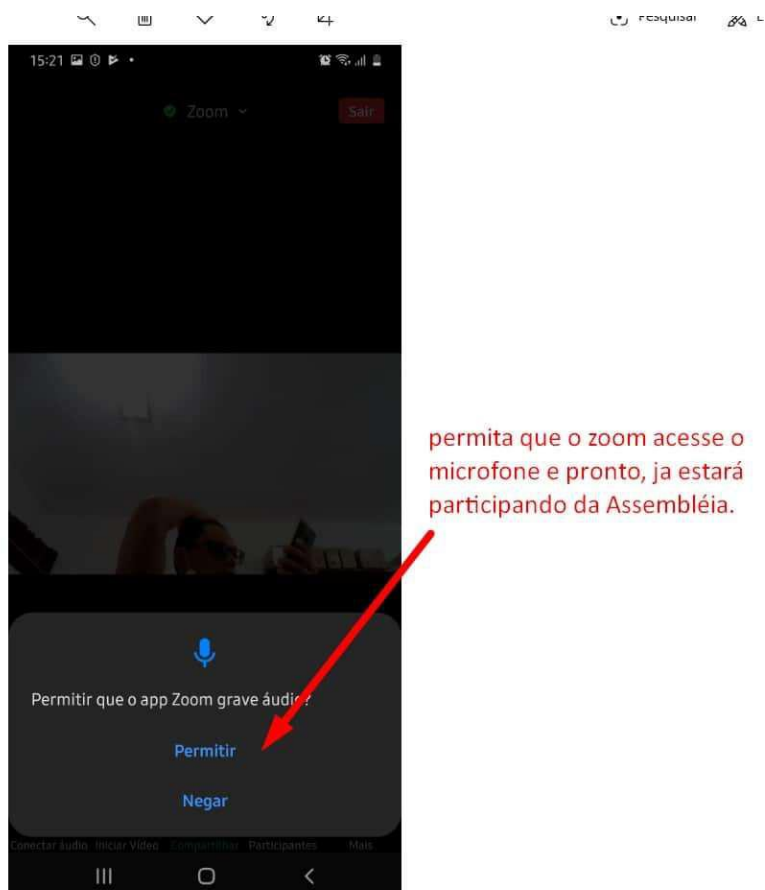 Pesquisar
15:21
Zoom
Sair
permita que o zoom acesse o
microfone e pronto, ja estará
participando da Assembléia.
Permitir que o app Zoom grave áudio?
Permitir
Negar
Conectar áudio Iniciar Vídeo Compartilhar Participantes Mais